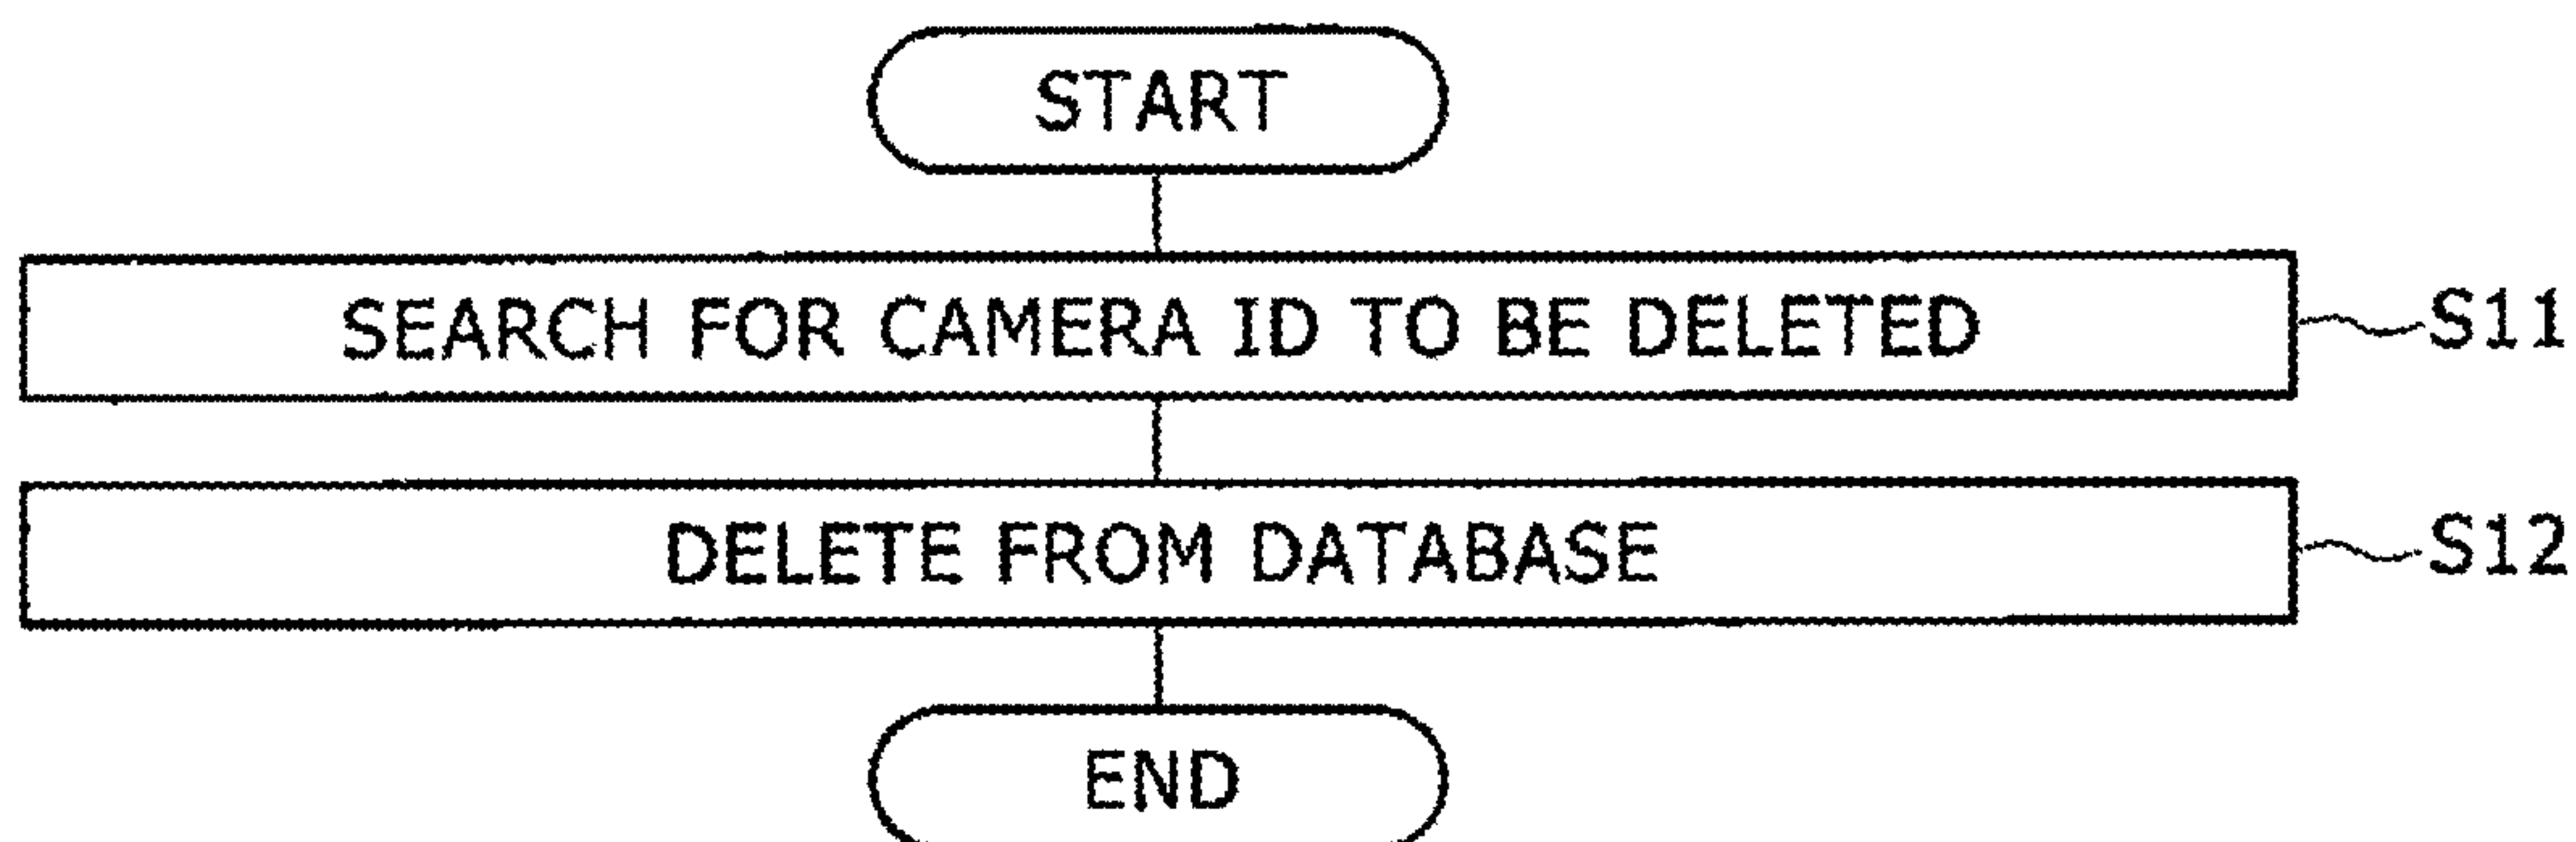 START
SEARCH FOR CAMERA ID TO BE DELETED
S11
DELETE FROM DATABASE
S12
END